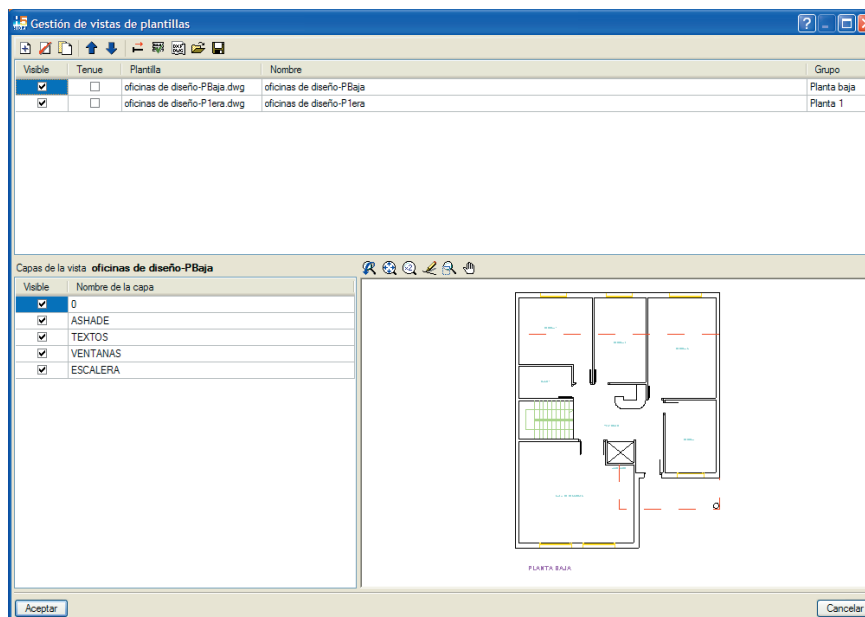 Gestión de vistas de plantillas
Visible Tenue Plantilla Nombre Grupo
oficinas de diseño-PBaja.dwg oficinas de diseño-PBaja Planta baja
oficinas de diseño-P1era.dwg oficinas de diseño-P1era Planta 1
Capas de la vista oficinas de diseño-PBaja
Visible Nombre de la capa
0
ASHADE
TEXTOS
VENTANAS
ESCALERA
PLANTA BAJA
Aceptar Cancelar